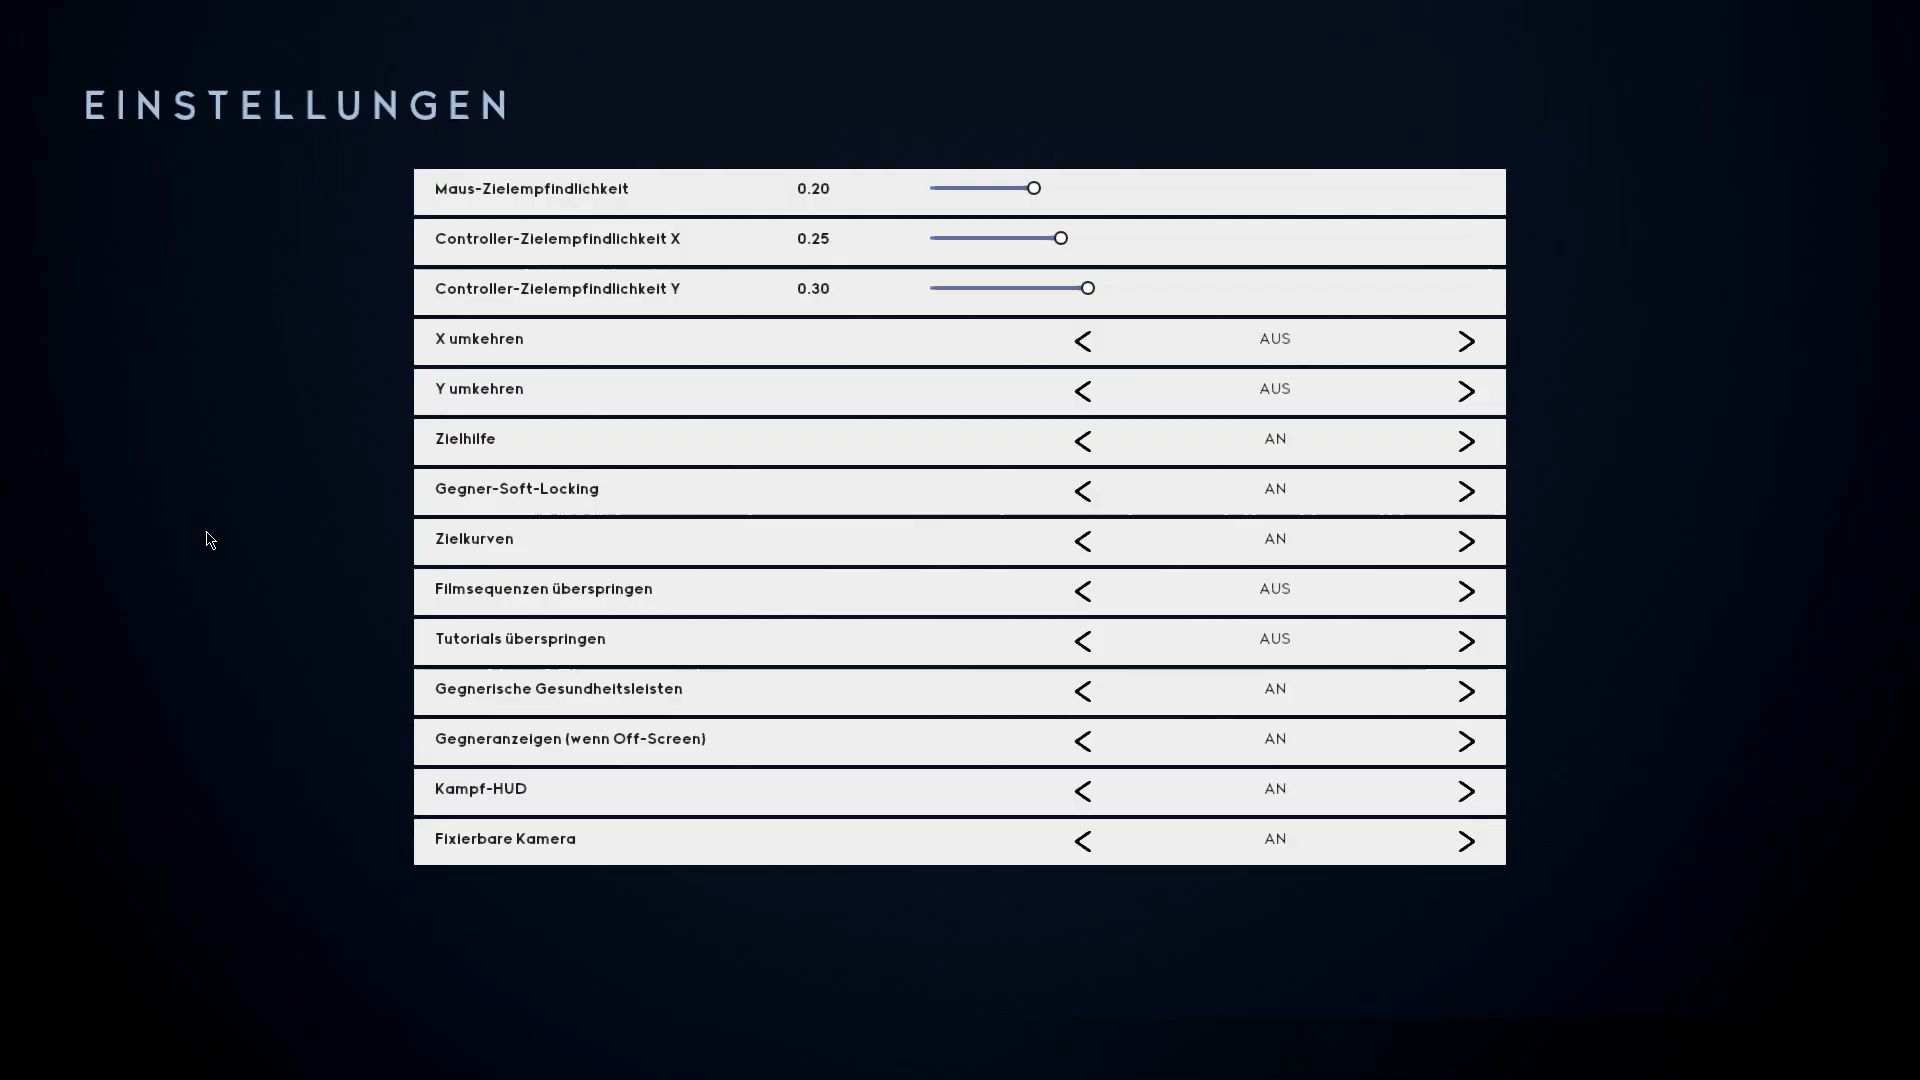 EINSTELLUNGEN
Maus-Zielempfindlichkeit 0.20
Controller-Zielempfindlichkeit X 0.25
Controller-Zielempfindlichkeit Y 0.30
X umkehren < AUS >
Y umkehren < AUS >
Zielhilfe < AN >
Gegner-Soft-Locking < AN >
Zielkurven < AN >
Filmsequenzen überspringen < AUS >
Tutorials überspringen < AUS >
Gegnerische Gesundheitsleisten < AN >
Gegneranzeigen (wenn Off-Screen) < AN >
Kampf-HUD < AN >
Fixierbare Kamera < AN >